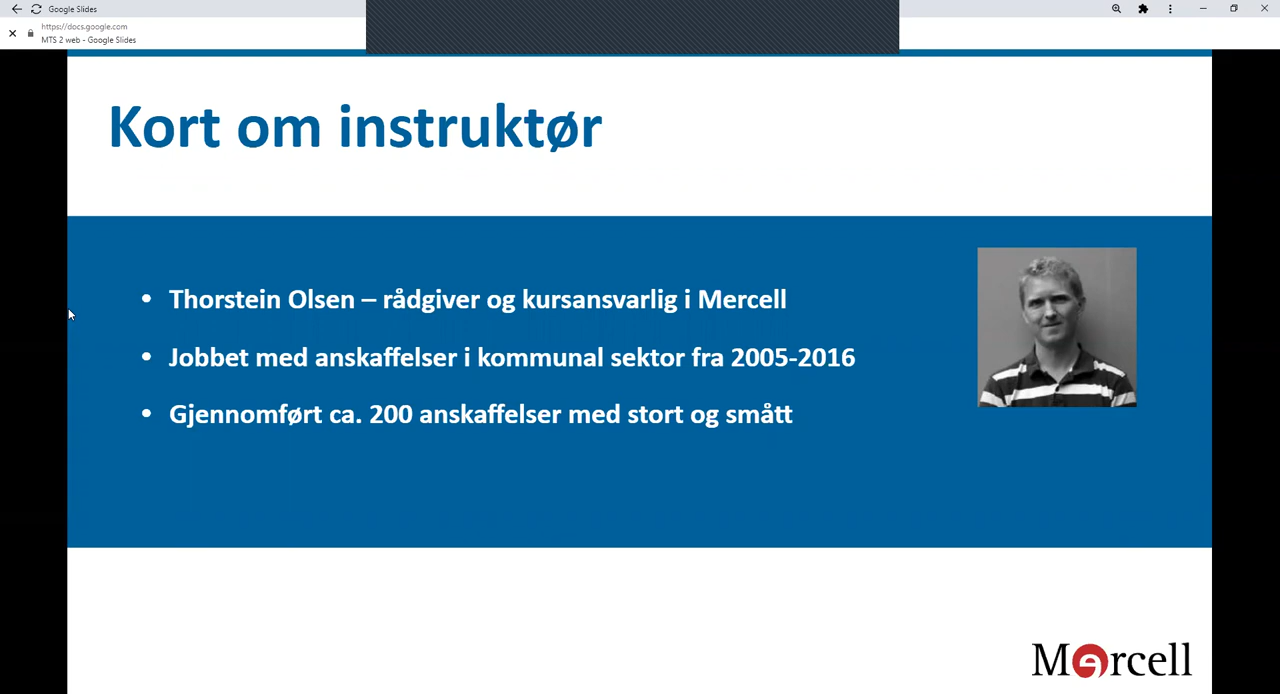 Google Slides
https://docs.google.com
MTS 2 web - Google Slides
Kort om instruktør
• Thorstein Olsen – rådgiver og kursansvarlig i Mercell
• Jobbet med anskaffelser i kommunal sektor fra 2005-2016
• Gjennomført ca. 200 anskaffelser med stort og smått
Mercell